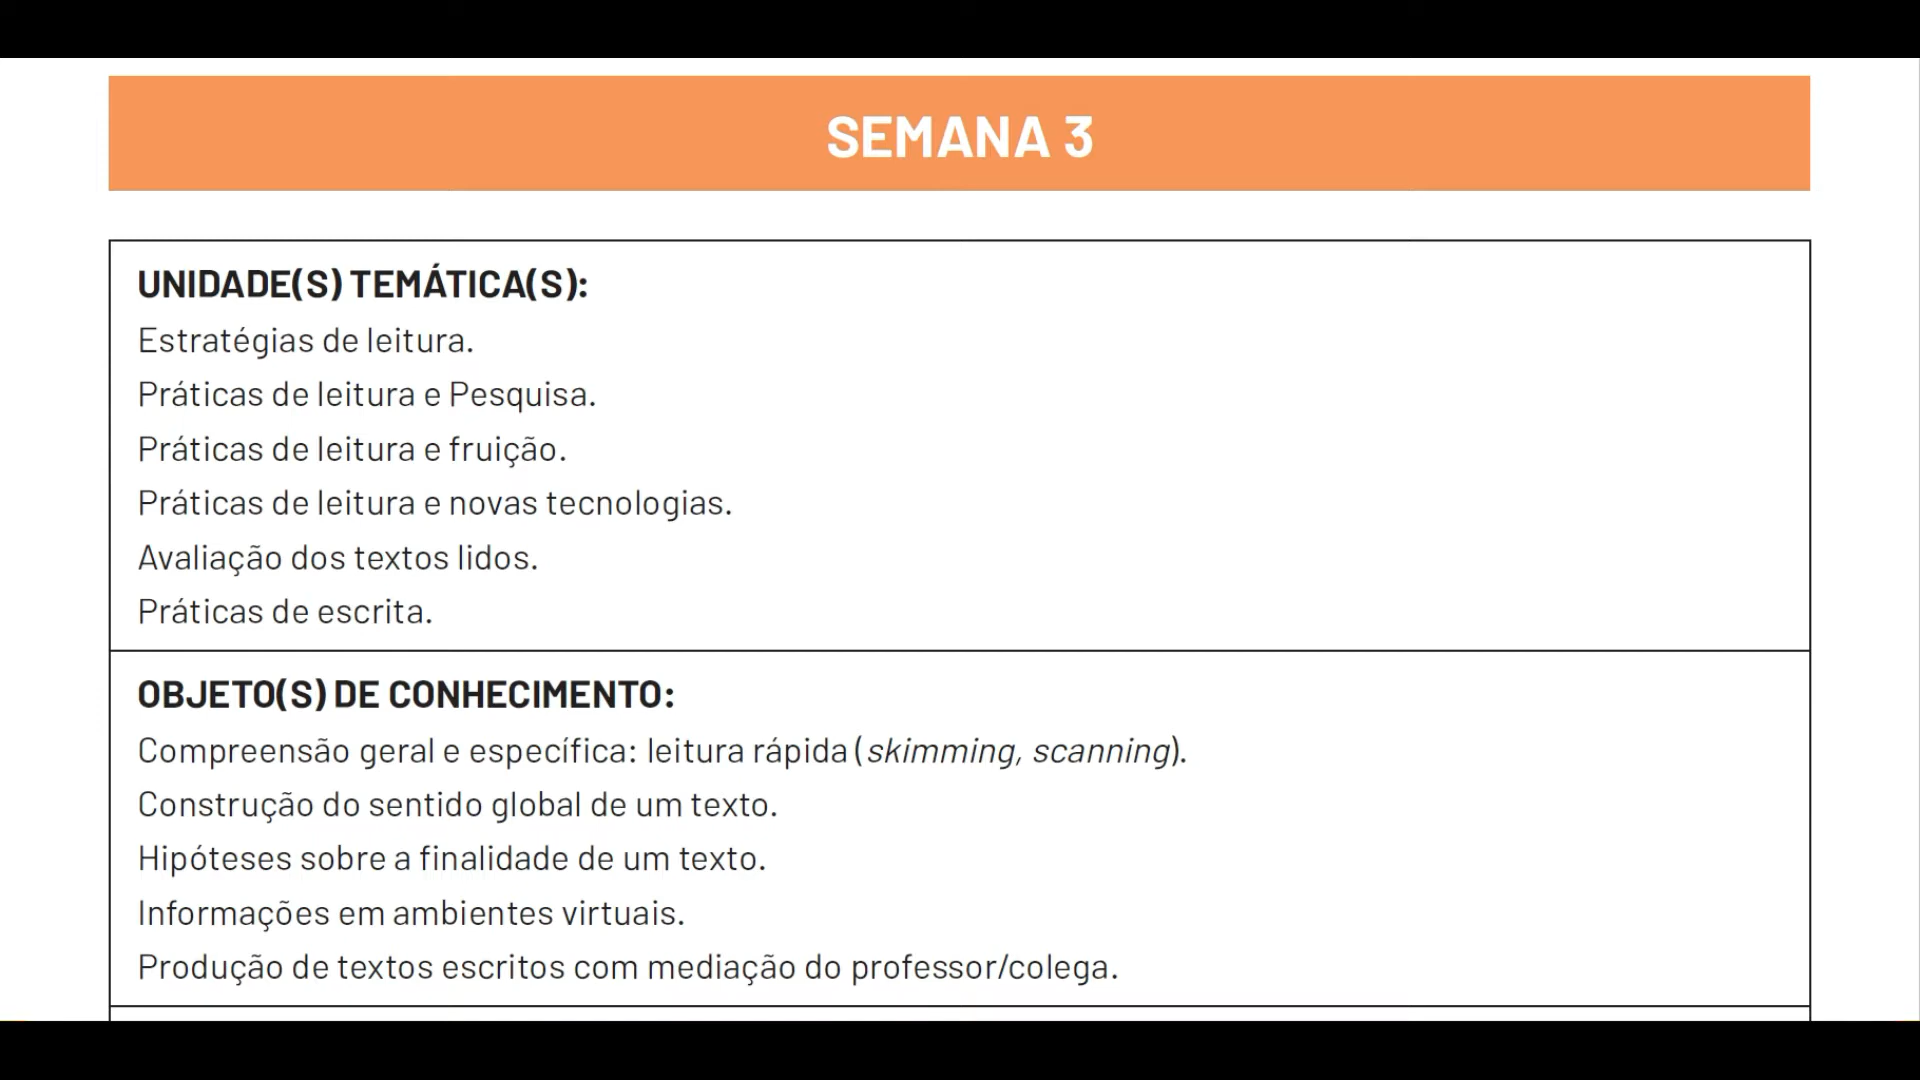 SEMANA 3
UNIDADE(S) TEMÁTICA(S):
Estratégias de leitura.
Práticas de leitura e Pesquisa.
Práticas de leitura e fruição.
Práticas de leitura e novas tecnologias.
Avaliação dos textos lidos.
Práticas de escrita.
OBJETO(S) DE CONHECIMENTO:
Compreensão geral e específica: leitura rápida (skimming, scanning).
Construção do sentido global de um texto.
Hipóteses sobre a finalidade de um texto.
Informações em ambientes virtuais.
Produção de textos escritos com mediação do professor/colega.